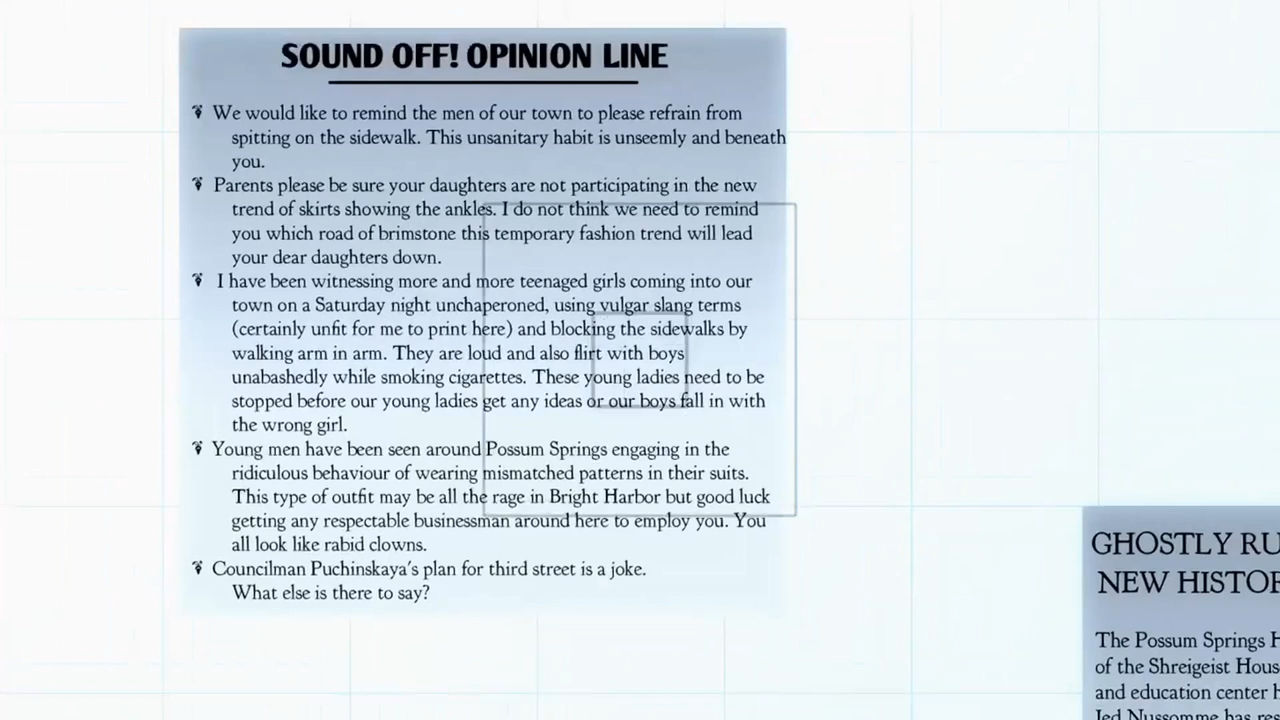 SOUND OFF! OPINION LINE
We would like to remind the men of our town to please refrain from
spitting on the sidewalk. This unsanitary habit is unseemly and beneath
you.
Parents please be sure your daughters are not participating in the new
trend of skirts showing the ankles. I do not think we need to remind
you which road of brimstone this temporary fashion trend will lead
your dear daughters down.
I have been witnessing more and more teenaged girls coming into our
town on a Saturday night unchaperoned, using vulgar slang terms
(certainly unfit for me to print here) and blocking the sidewalks by
walking arm in arm. They are loud and also flirt with boys
unabashedly while smoking cigarettes. These young ladies need to be
stopped before our young ladies get any ideas or our boys fall in with
the wrong girl.
Young men have been seen around Possum Springs engaging in the
ridiculous behaviour of wearing mismatched patterns in their suits.
This type of outfit may be all the rage in Bright Harbor but good luck
getting any respectable businessman around here to employ you. You
all look like rabid clowns.
Councilman Puchinskaya's plan for third street is a joke.
What else is there to say?
GHOSTLY RU
NEW HISTOR
The Possum Springs H
of the Shreigeist Hous
and education center h
Jed Nussomme has res